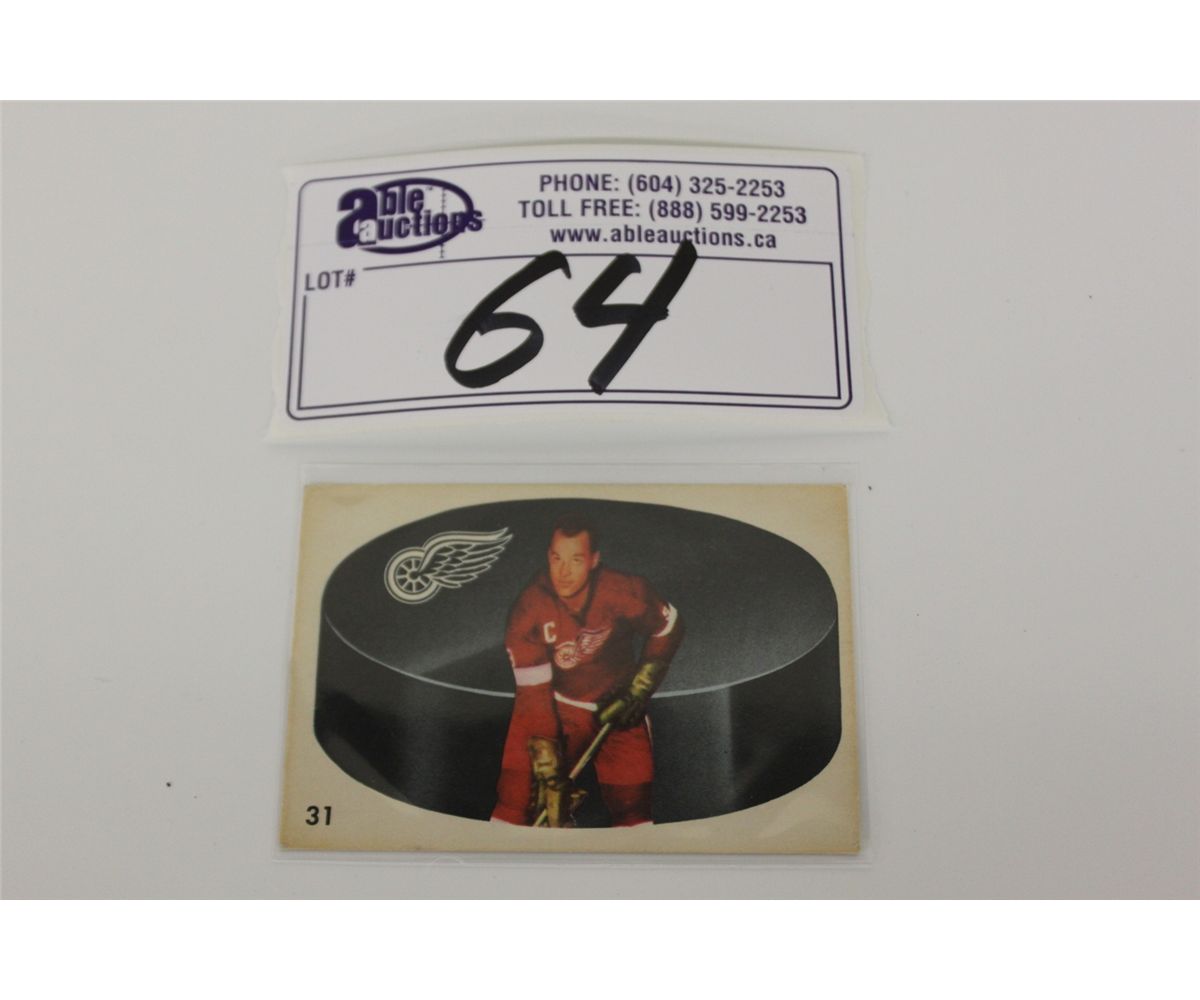 able
auctions
PHONE: (604) 325-2253
TOLL FREE: (888) 599-2253
www.ableauctions.ca
LOT#
64
C
31